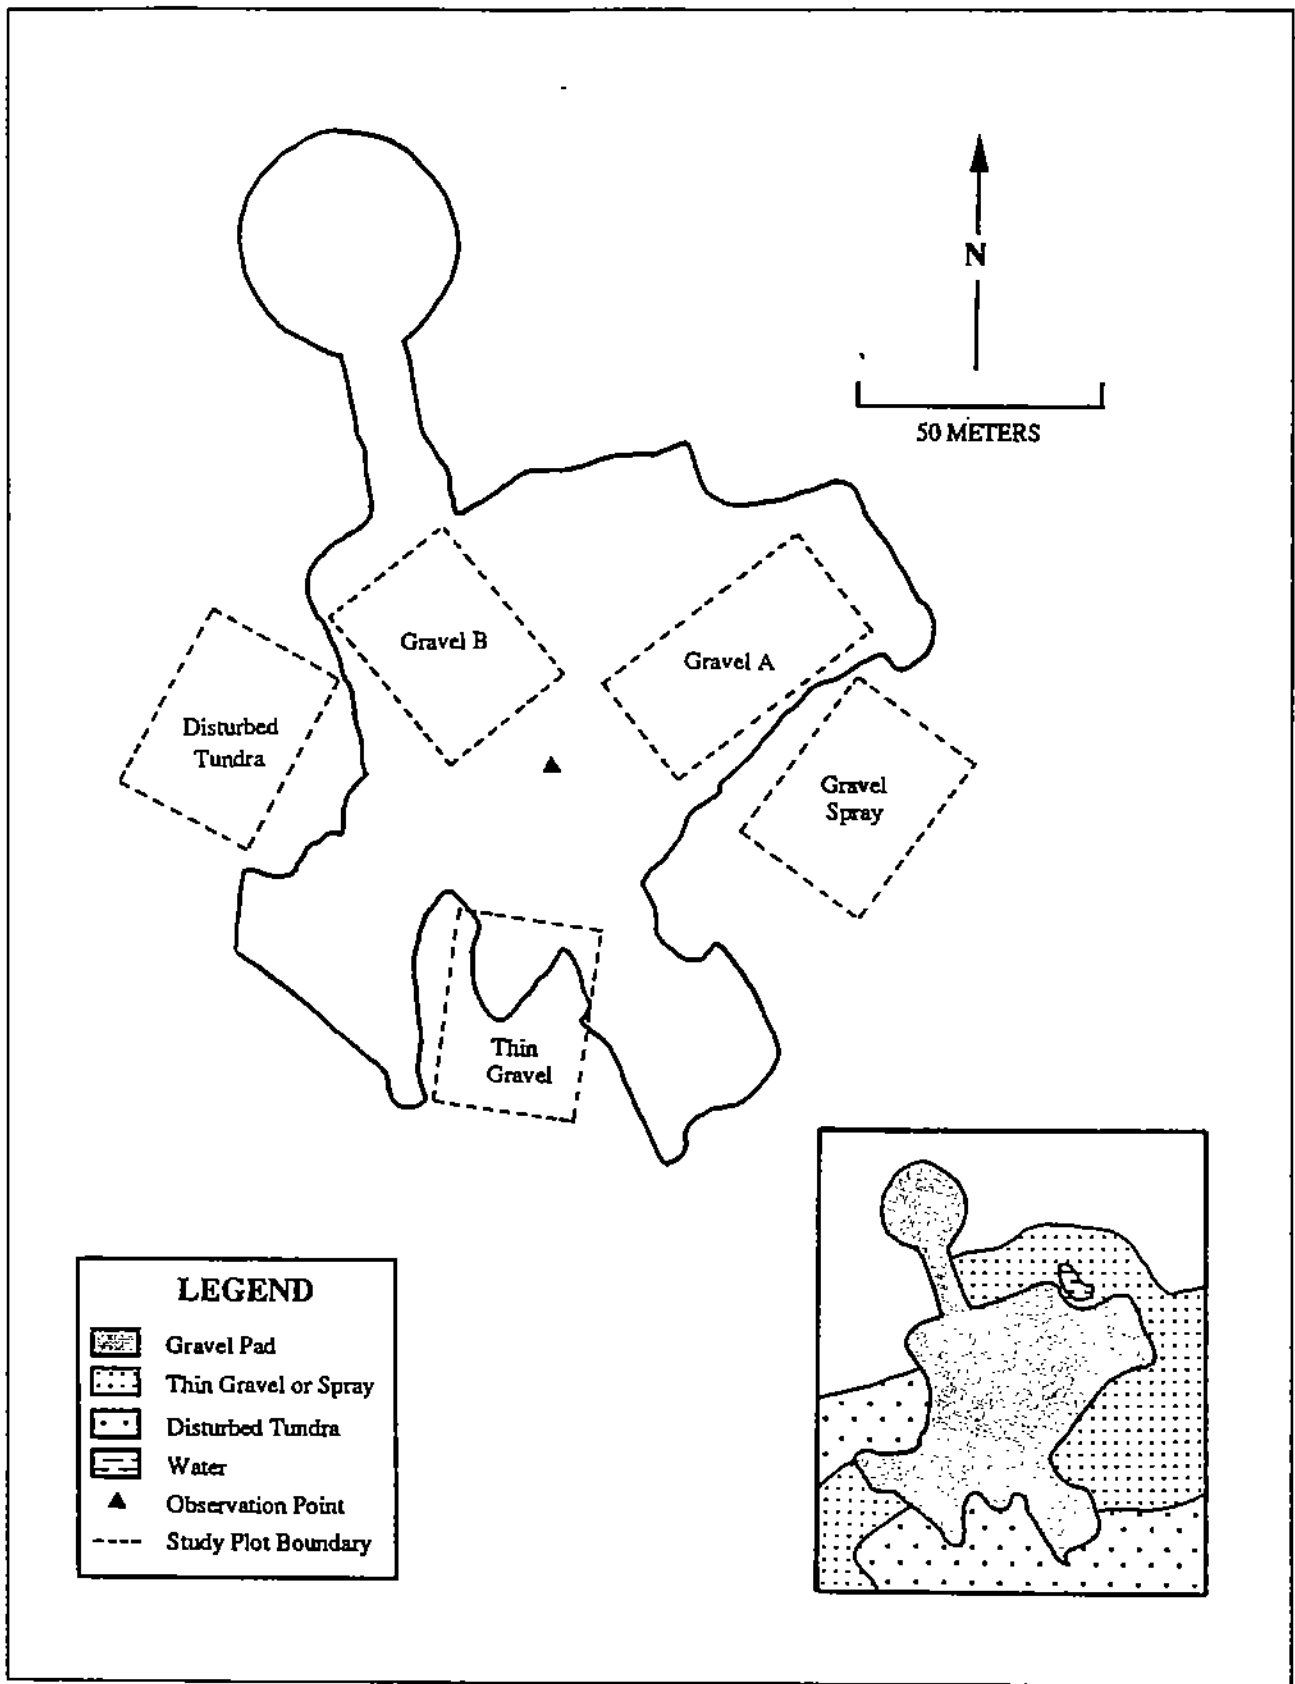 N
50 METERS
Gravel B
Gravel A
Disturbed
Tundra
Gravel
Spray
Thin
Gravel
LEGEND
Gravel Pad
Thin Gravel or Spray
Disturbed Tundra
Water
Observation Point
Study Plot Boundary